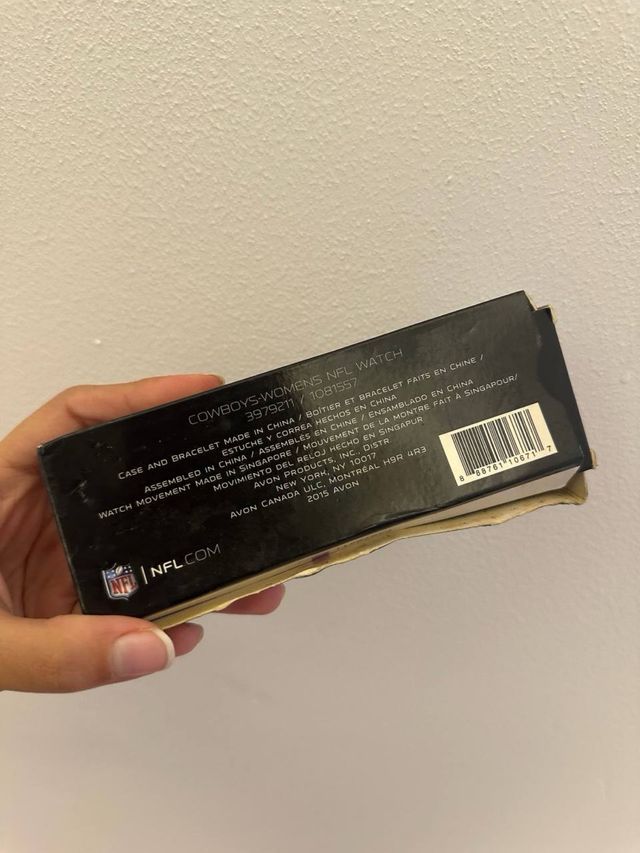 COWBOYS-WOMENS NFL WATCH
3979211 / 1081557
CASE AND BRACELET MADE IN CHINA / BOÎTIER ET BRACELET FAITS EN CHINE /
ESTUCHE Y CORREA HECHOS EN CHINA
ASSEMBLED IN CHINA / ASSEMBLÉS EN CHINE / ENSAMBLADO EN CHINA
WATCH MOVEMENT MADE IN SINGAPORE / MOUVEMENT DE LA MONTRE FAIT À SINGAPOUR/
MOVIMIENTO DEL RELOJ HECHO EN SINGAPUR
AVON PRODUCTS, INC., DISTR
NEW YORK, NY 10017
AVON CANADA ULC, MONTRÉAL H9R 4R3
2015 AVON
8 88761 10671 7
NFL | NFL.COM